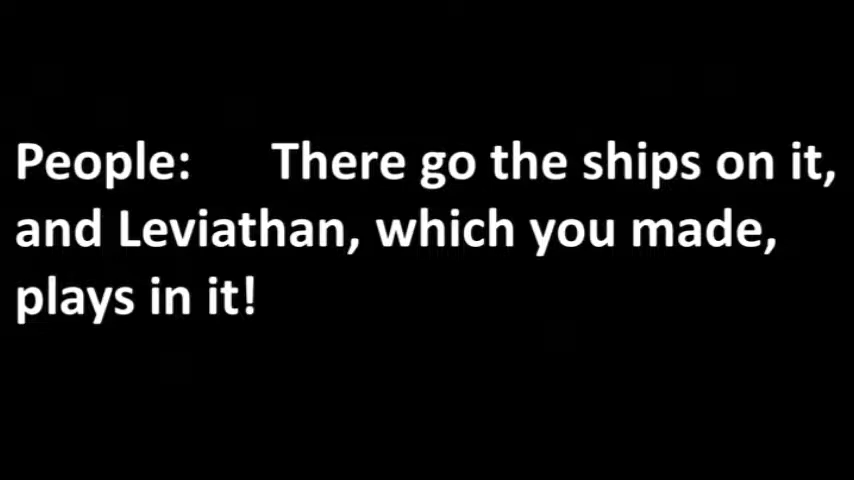 People: There go the ships on it,
and Leviathan, which you made,
plays in it!